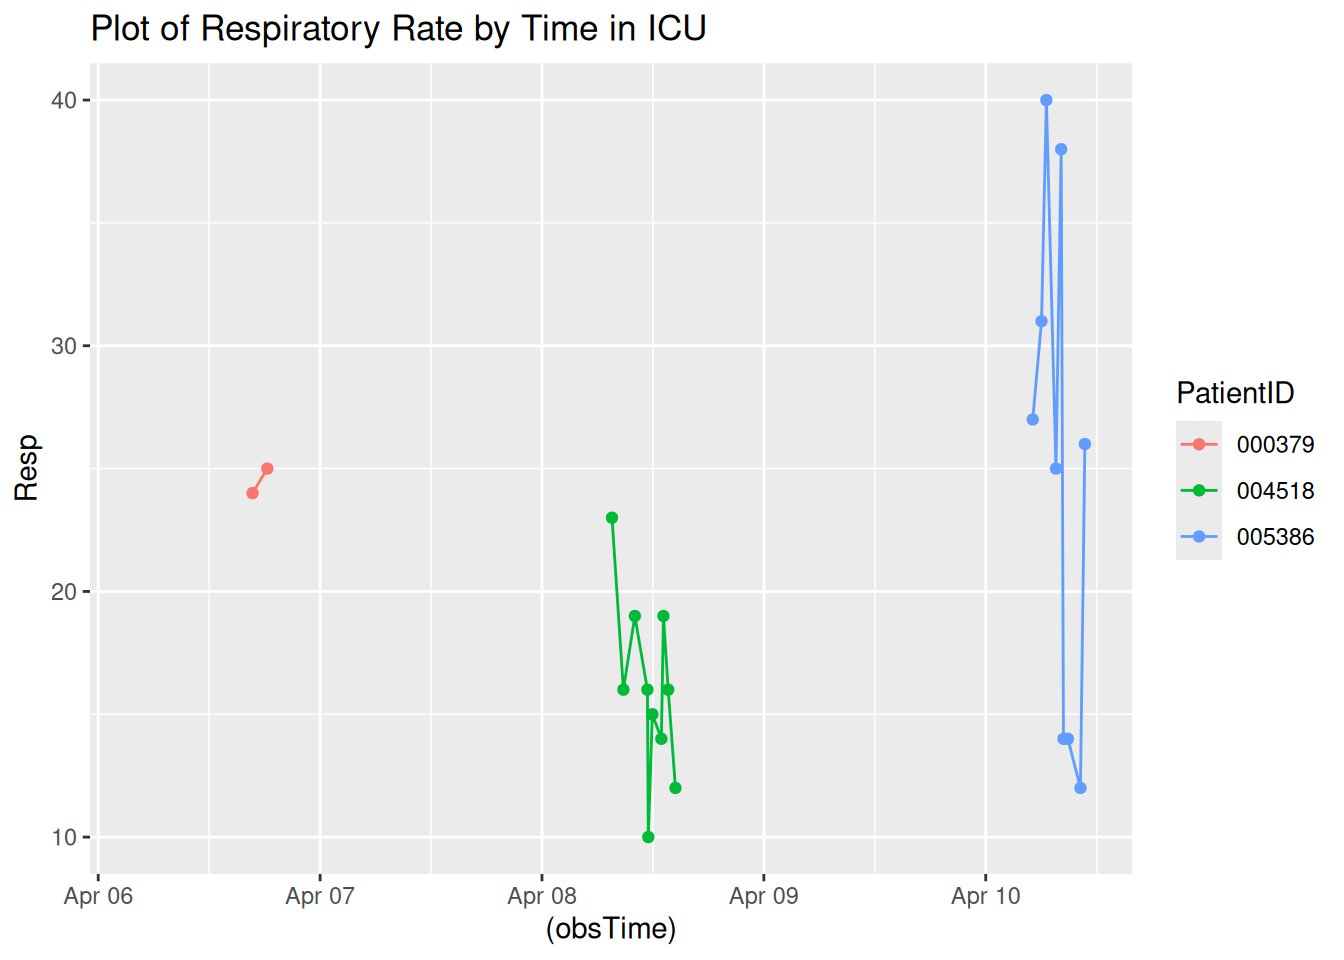 Plot of Respiratory Rate by Time in ICU
40
30
20
10
Resp
Apr 06 Apr 07 Apr 08 Apr 09 Apr 10
(obsTime)
PatientID
000379
004518
005386